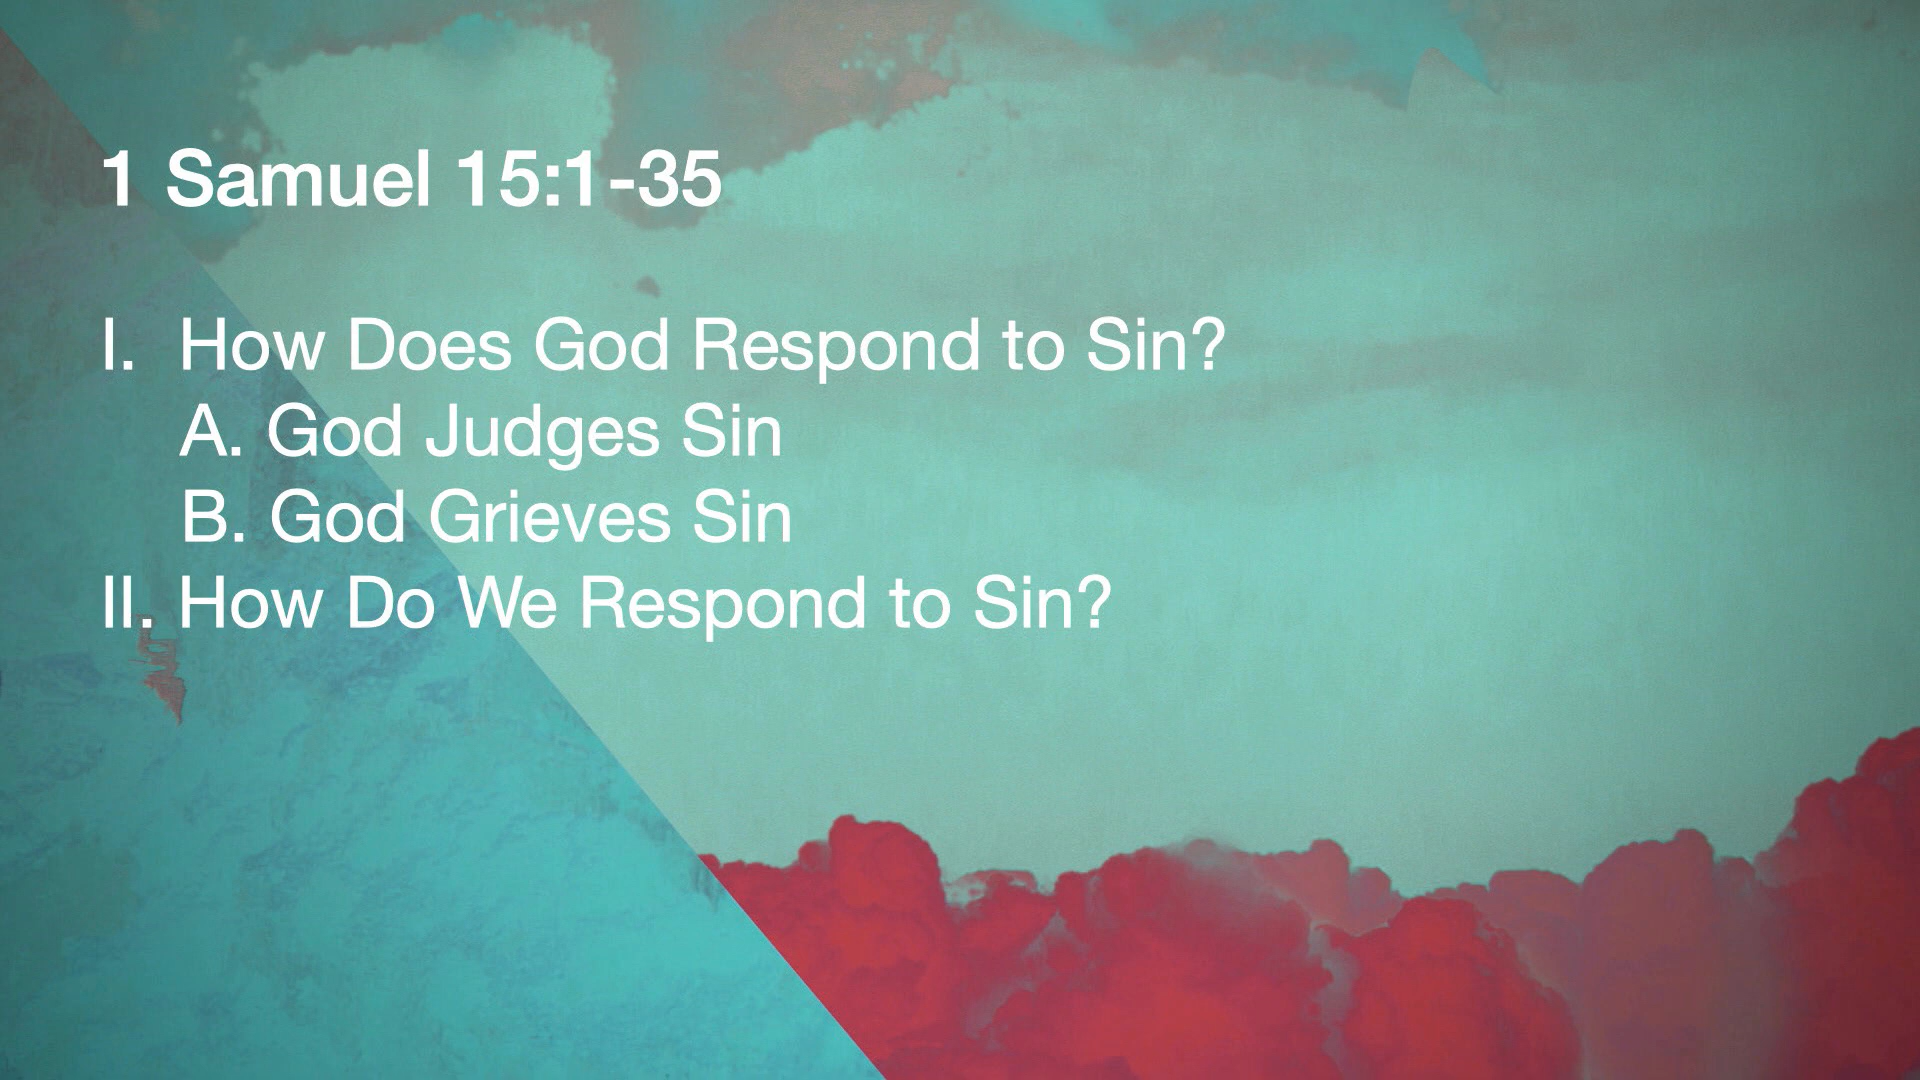 1 Samuel 15:1-35
I. How Does God Respond to Sin?
A. God Judges Sin
B. God Grieves Sin
II. How Do We Respond to Sin?